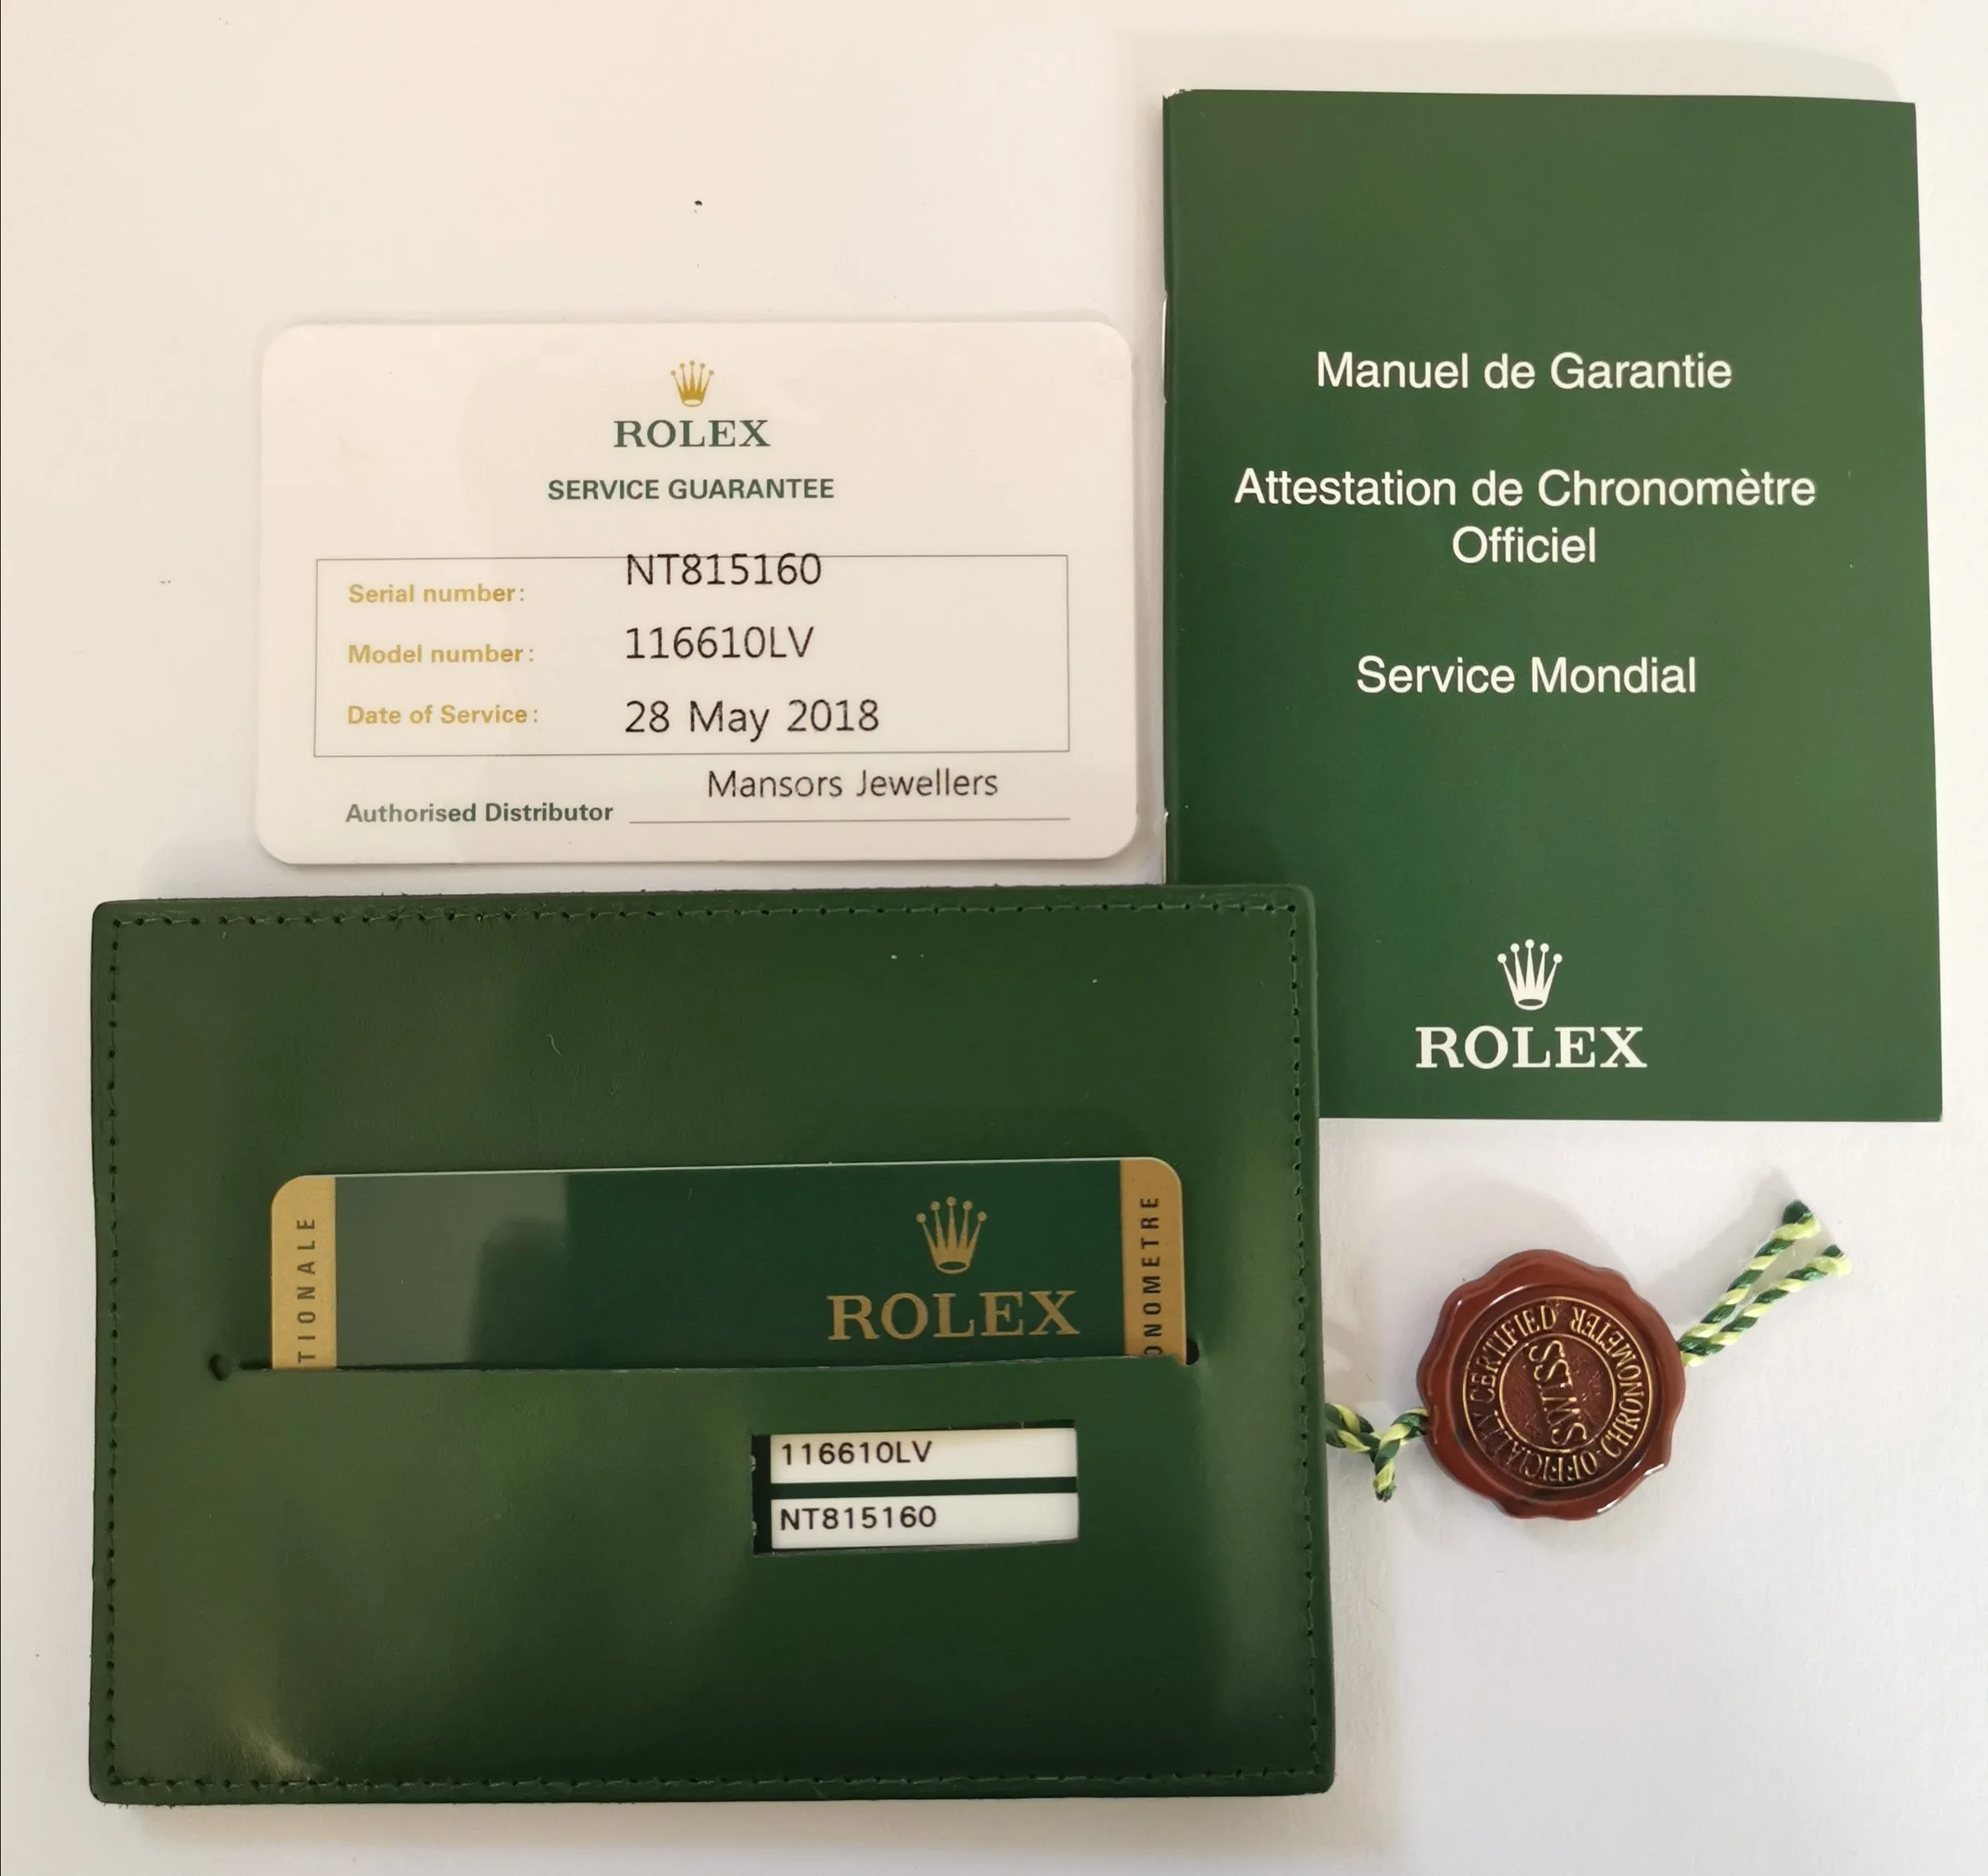 ROLEX
SERVICE GUARANTEE
Serial number: NT815160
Model number: 116610LV
Date of Service: 28 May 2018
Authorised Distributor Mansors Jewellers
Manuel de Garantie
Attestation de Chronomètre
Officiel
Service Mondial
ROLEX
TIONALE
ROLEX
ONOMETRE
116610LV
NT815160
OFFICIALLY CERTIFIED CHRONOMETER
SWISS